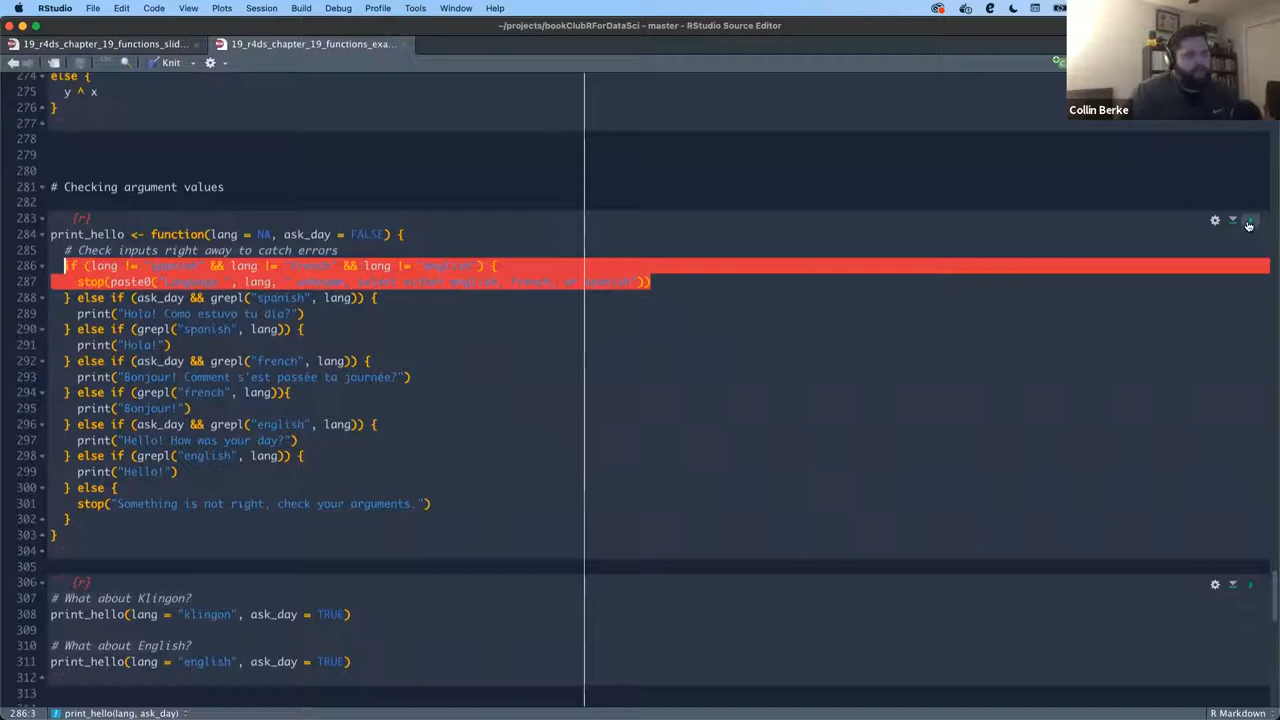 RStudio File Edit Code View Plots Session Build Debug Profile Tools Window Help
~/projects/bookClubRForDataSci - master - RStudio Source Editor
19_r4ds_chapter_19_functions_slid... 19_r4ds_chapter_19_functions_exa...
Knit
Collin Berke
274 else {
275 y ^ x
276 }
277
278
279
280
281 # Checking argument values
282
283 {r}
284 print_hello <- function(lang = NA, ask_day = FALSE) {
285 # Check inputs right away to catch errors
286 if (lang != "spanish" && lang != "french" && lang != "english") {
287 stop(paste0("Language ", lang, " unknown, select either english, french, or spanish"))
288 } else if (ask_day && grepl("spanish", lang)) {
289 print("Hola! Cómo estuvo tu día?")
290 } else if (grepl("spanish", lang)) {
291 print("Hola!")
292 } else if (ask_day && grepl("french", lang)) {
293 print("Bonjour! Comment s'est passée ta journée?")
294 } else if (grepl("french", lang)){
295 print("Bonjour!")
296 } else if (ask_day && grepl("english", lang)) {
297 print("Hello! How was your day?")
298 } else if (grepl("english", lang)) {
299 print("Hello!")
300 } else {
301 stop("Something is not right, check your arguments.")
302 }
303 }
304
305
306 {r}
307 # What about Klingon?
308 print_hello(lang = "klingon", ask_day = TRUE)
309
310 # What about English?
311 print_hello(lang = "english", ask_day = TRUE)
312
313
286:3 print_hello(lang, ask_day) R Markdown